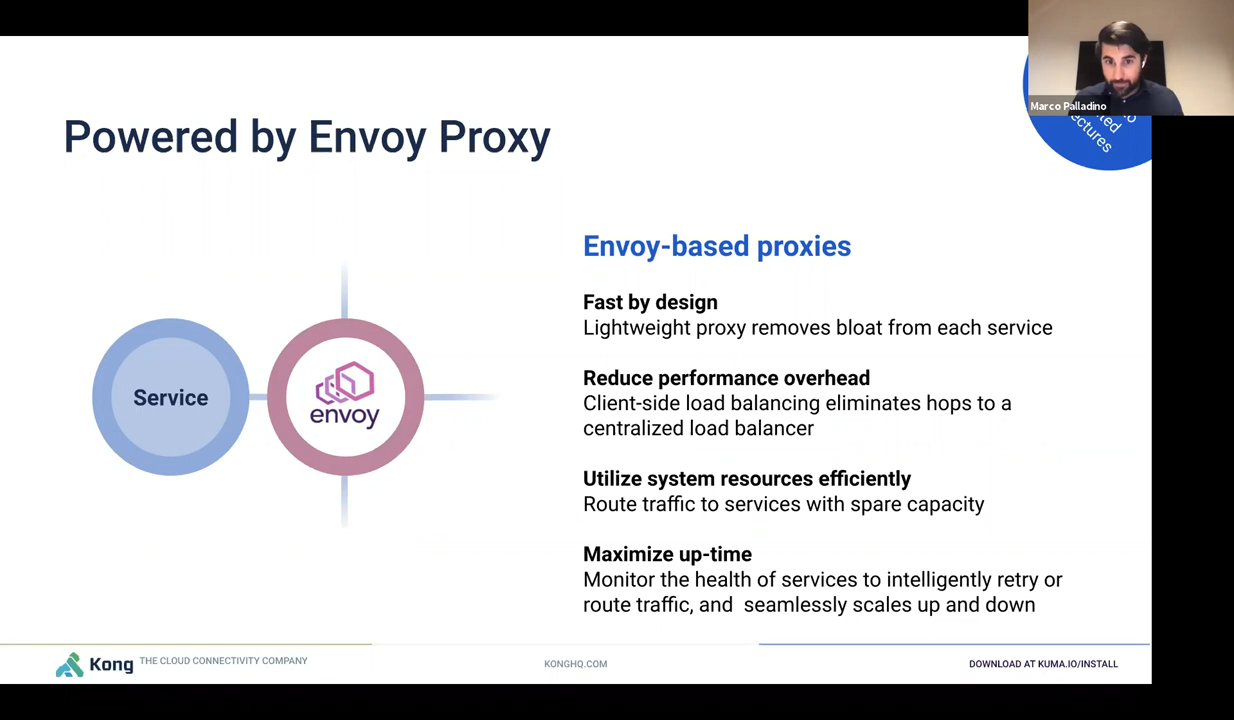 Marco Palladino
Powered by Envoy Proxy
Envoy-based proxies
Fast by design
Lightweight proxy removes bloat from each service
Reduce performance overhead
Client-side load balancing eliminates hops to a
centralized load balancer
Utilize system resources efficiently
Route traffic to services with spare capacity
Maximize up-time
Monitor the health of services to intelligently retry or
route traffic, and  seamlessly scales up and down
Service
envoy
Kong
THE CLOUD CONNECTIVITY COMPANY
KONGHQ.COM
DOWNLOAD AT KUMA.IO/INSTALL